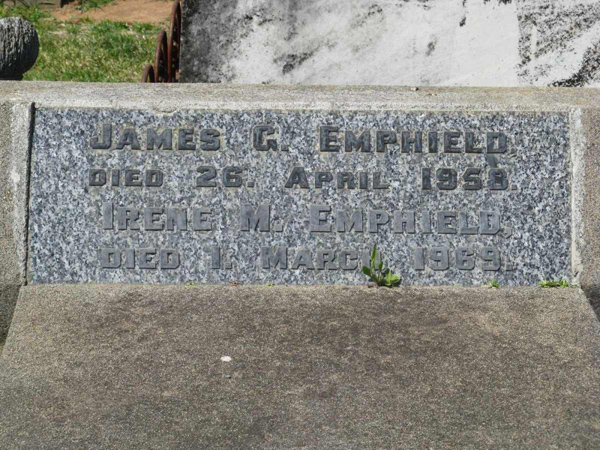 JAMES G. EMPHIELD,
DIED 26. APRIL 1958.
IRENE M. EMPHIELD,
DIED 1. MARCH 1969.